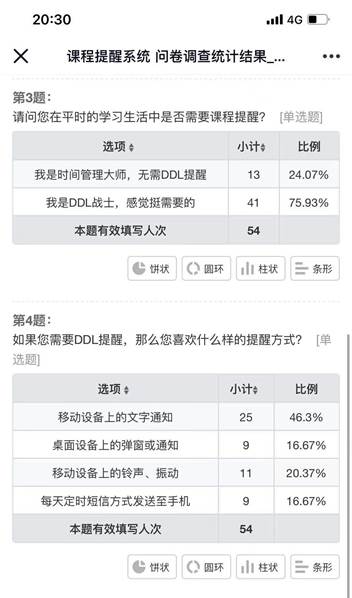 20:30 4G
课程提醒系统 问卷调查统计结果_...
第3题：
请问您在平时的学习生活中是否需要课程提醒？ [单选题]
选项 小计 比例
我是时间管理大师，无需DDL提醒 13 24.07%
我是DDL战士，感觉挺需要的 41 75.93%
本题有效填写人次 54
饼状 圆环 柱状 条形
第4题：
如果您需要DDL提醒，那么您喜欢什么样的提醒方式？ [单
选题]
选项 小计 比例
移动设备上的文字通知 25 46.3%
桌面设备上的弹窗或通知 9 16.67%
移动设备上的铃声、振动 11 20.37%
每天定时短信方式发送至手机 9 16.67%
本题有效填写人次 54
饼状 圆环 柱状 条形